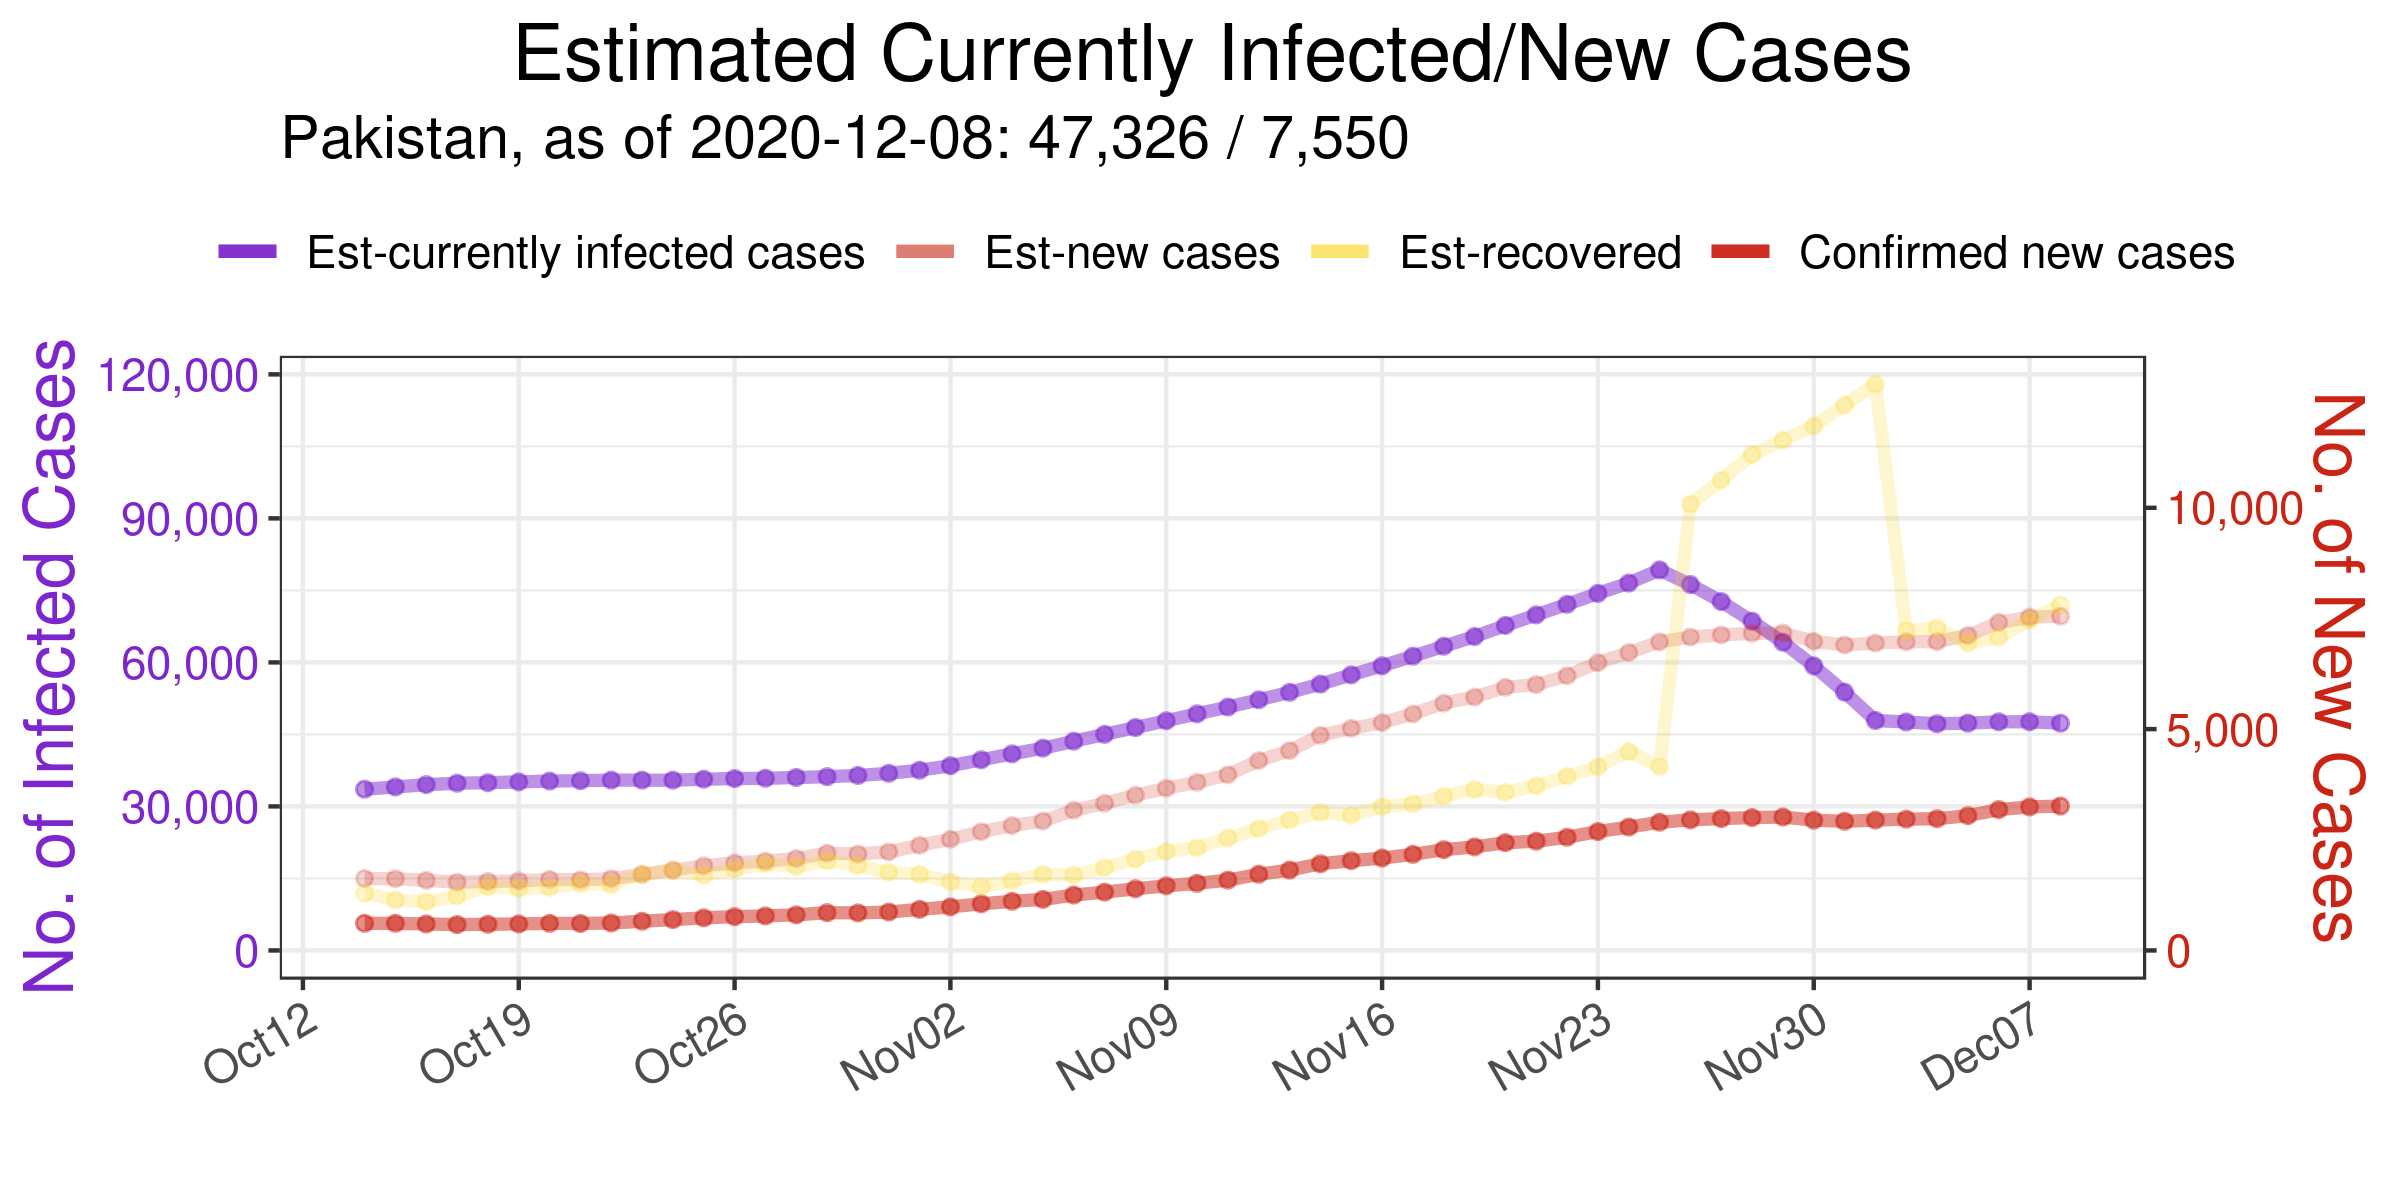 Estimated Currently Infected/New Cases
Pakistan, as of 2020-12-08: 47,326 / 7,550
Est-currently infected cases Est-new cases Est-recovered Confirmed new cases
No. of Infected Cases
120,000
90,000
60,000
30,000
0
10,000
5,000
0
No. of New Cases
Oct12 Oct19 Oct26 Nov02 Nov09 Nov16 Nov23 Nov30 Dec07